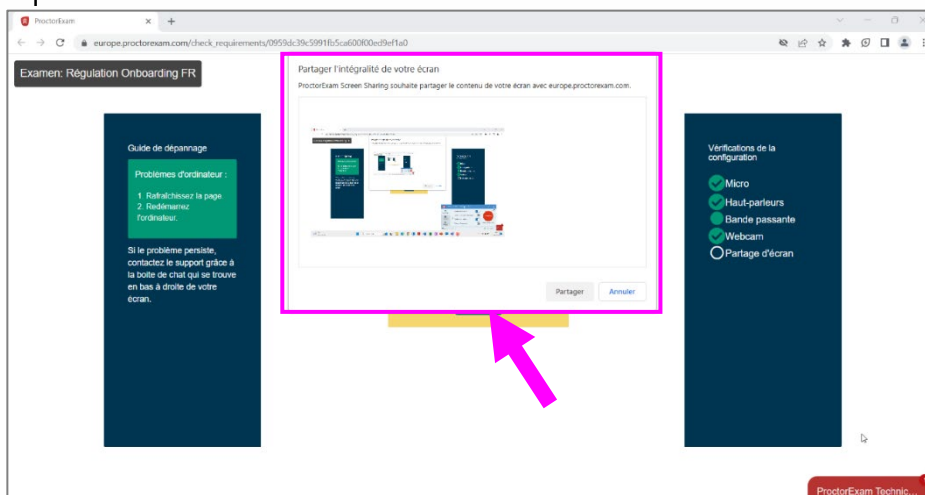 ProctorExam
europe.proctorexam.com/check_requirements/0959dc39c5991fb5ca600f00ed9ef1a0
Examen: Régulation Onboarding FR
Partager l'intégralité de votre écran
ProctorExam Screen Sharing souhaite partager le contenu de votre écran avec europe.proctorexam.com.
Partager
Annuler
Guide de dépannage
Problèmes d'ordinateur :
1. Rafraîchissez la page
2. Redémarrez
l'ordinateur.
Si le problème persiste,
contactez le support grâce à
la boite de chat qui se trouve
en bas à droite de votre
écran.
Vérifications de la
configuration
Micro
Haut-parleurs
Bande passante
Webcam
Partage d'écran
ProctorExam Technic...